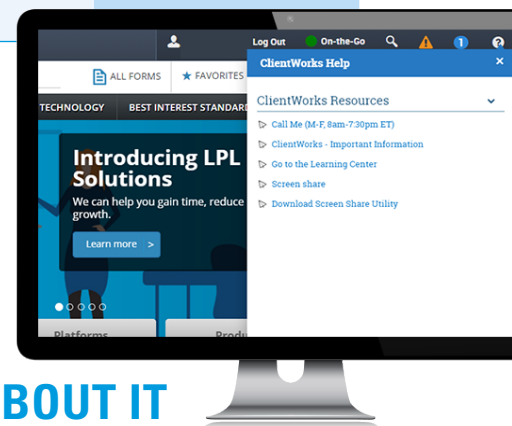 Log Out On-the-Go 1 ?
ClientWorks Help ×
ALL FORMS ★ FAVORITES
TECHNOLOGY BEST INTEREST STANDARD
ClientWorks Resources
Call Me (M-F, 8am-7:30pm ET)
ClientWorks - Important Information
Go to the Learning Center
Screen share
Download Screen Share Utility
Introducing LPL
Solutions
We can help you gain time, reduce
growth.
Learn more >
Platforms Produ
BOUT IT